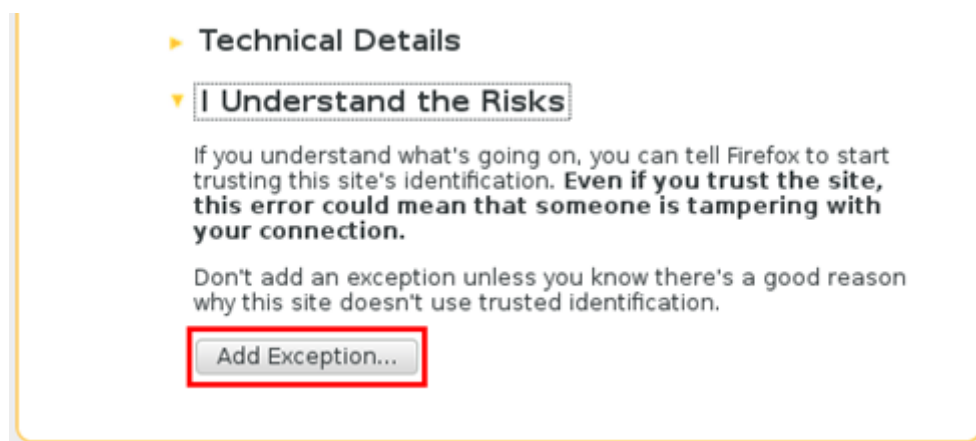 Technical Details
I Understand the Risks
If you understand what's going on, you can tell Firefox to start
trusting this site's identification. Even if you trust the site,
this error could mean that someone is tampering with
your connection.
Don't add an exception unless you know there's a good reason
why this site doesn't use trusted identification.
Add Exception...